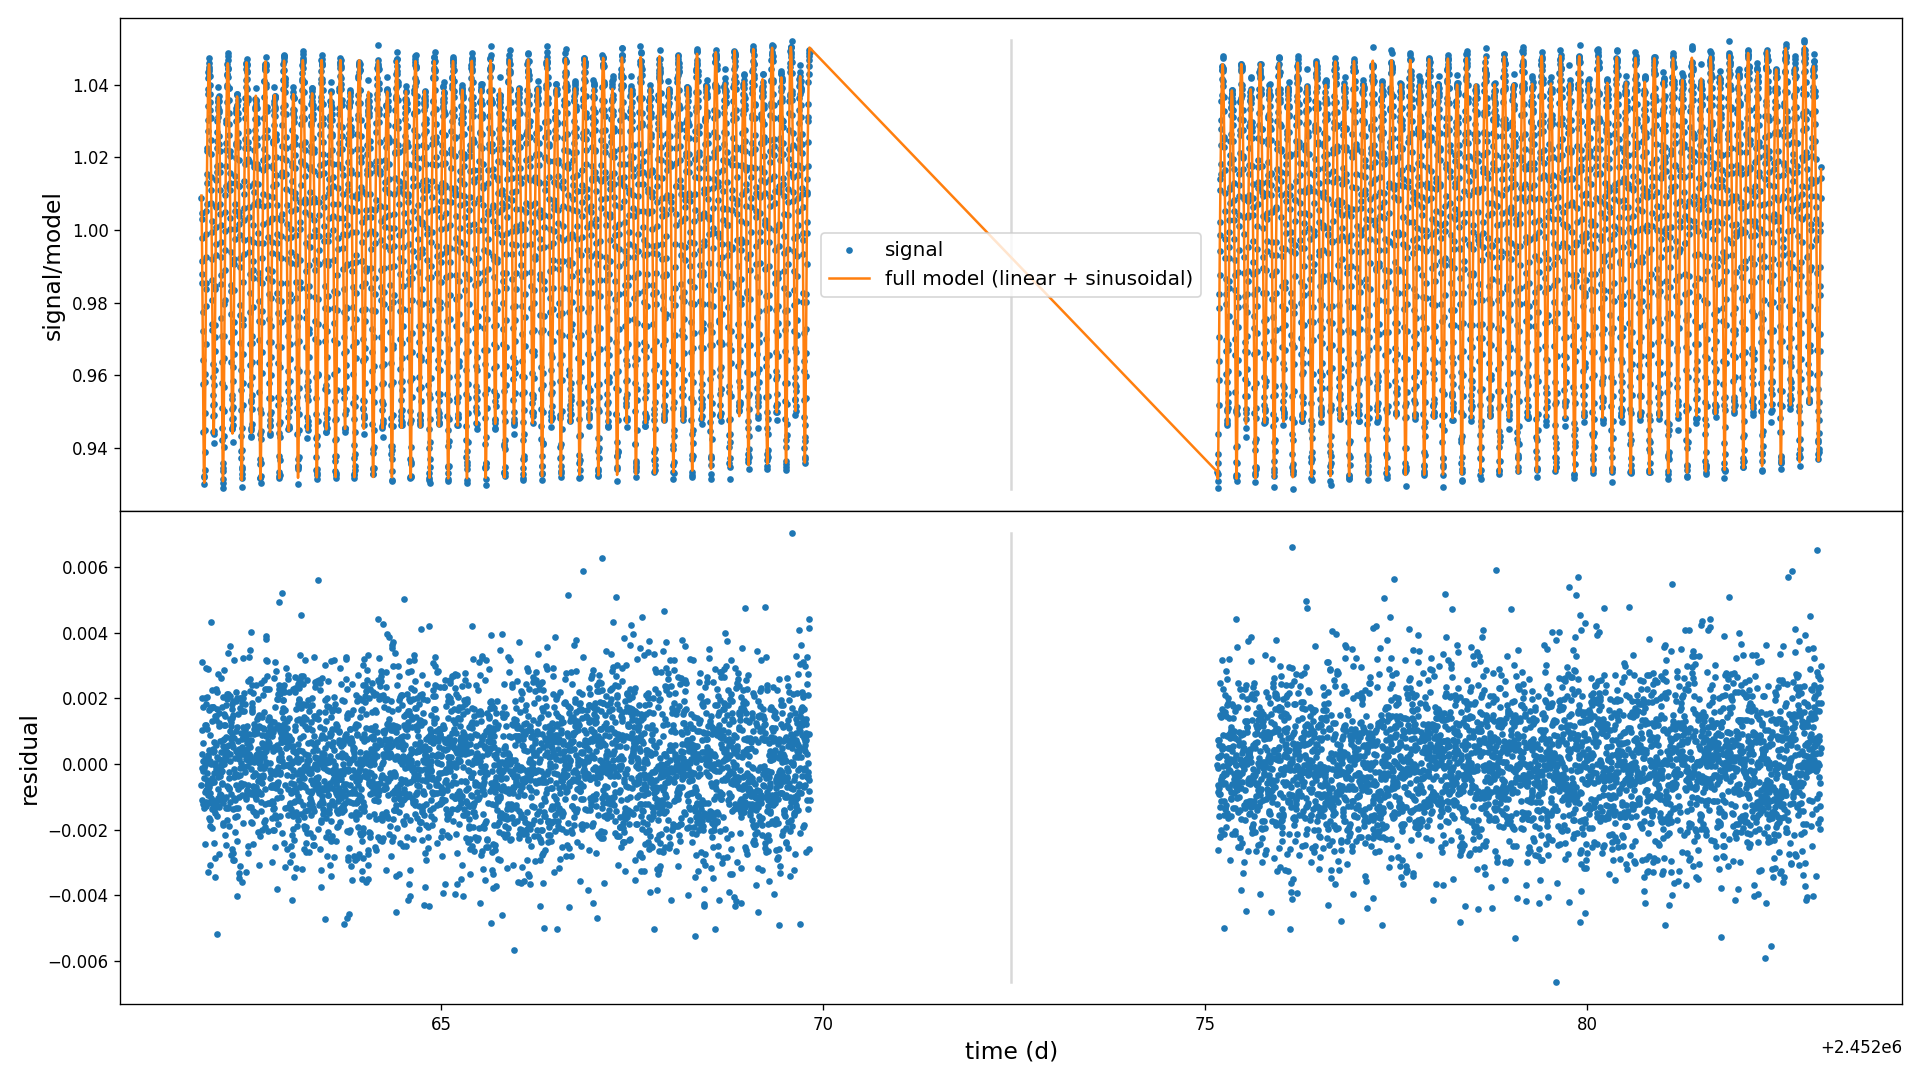 1.04
1.02
1.00
0.98
0.96
0.94
signal/model
signal
full model (linear + sinusoidal)
0.006
0.004
0.002
0.000
−0.002
−0.004
−0.006
residual
65
70
75
80
time (d)
+2.452e6